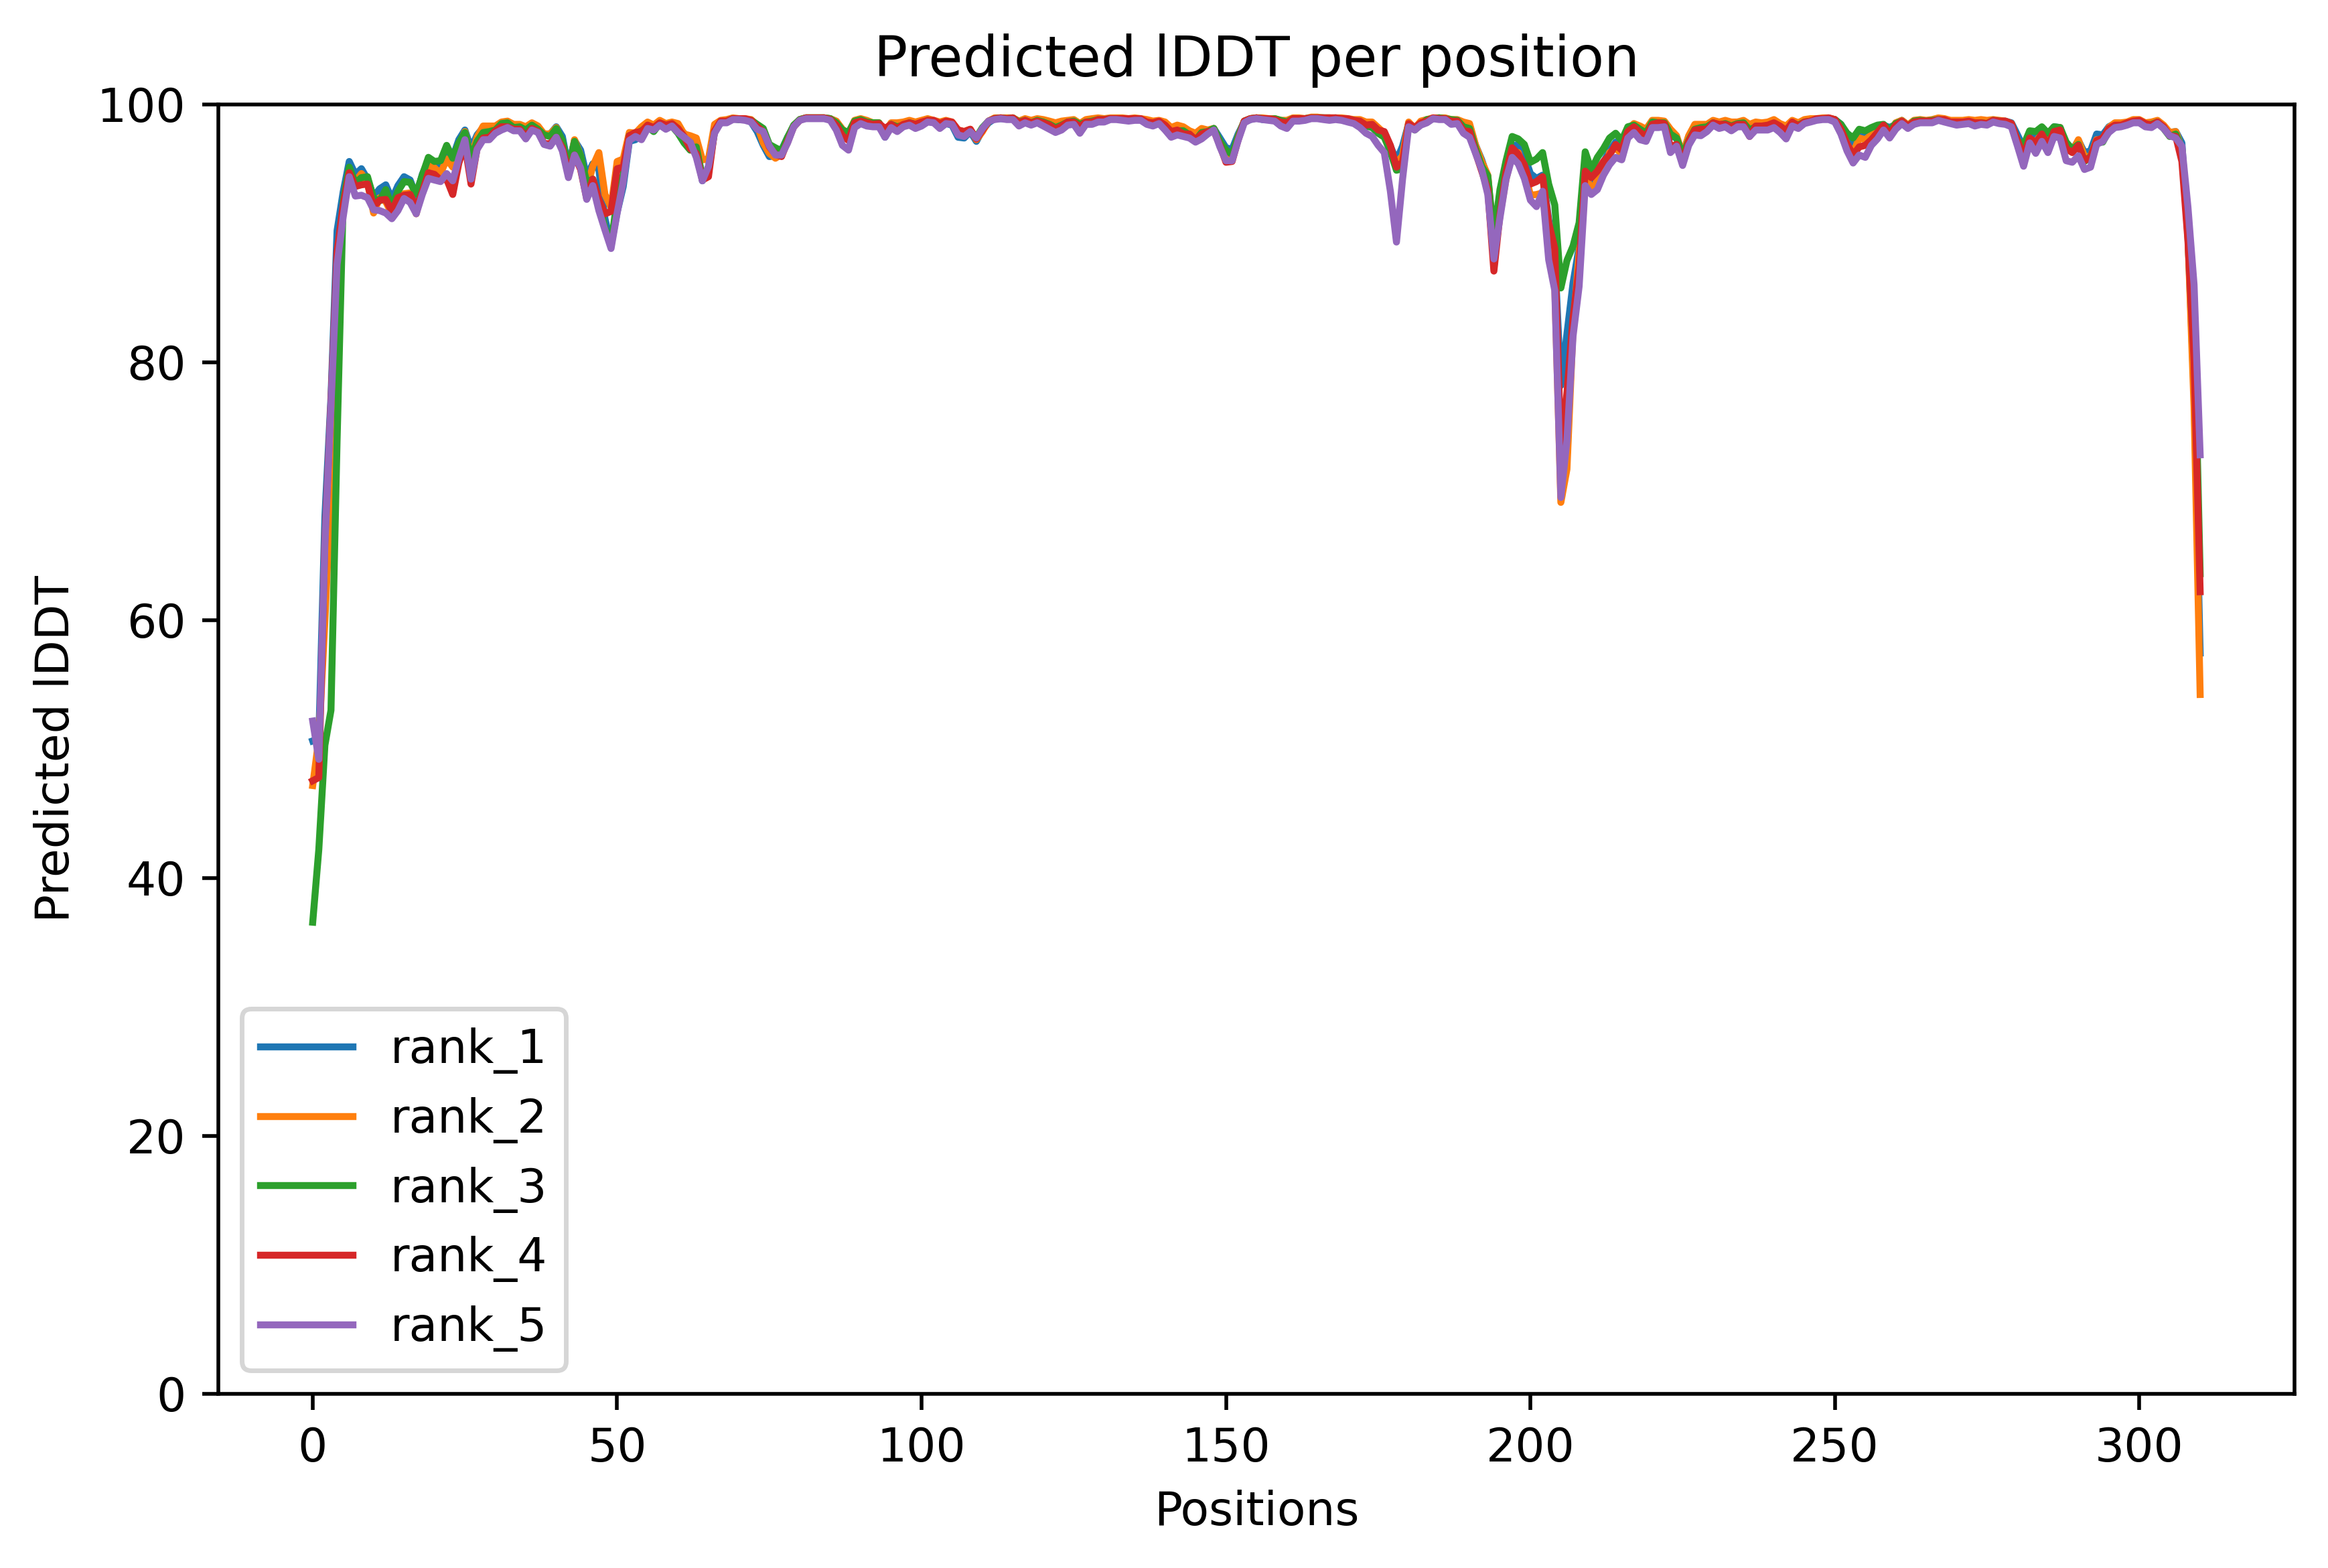 Predicted lDDT per position
Predicted lDDT
100
80
60
40
20
0
rank_1
rank_2
rank_3
rank_4
rank_5
0 50 100 150 200 250 300
Positions